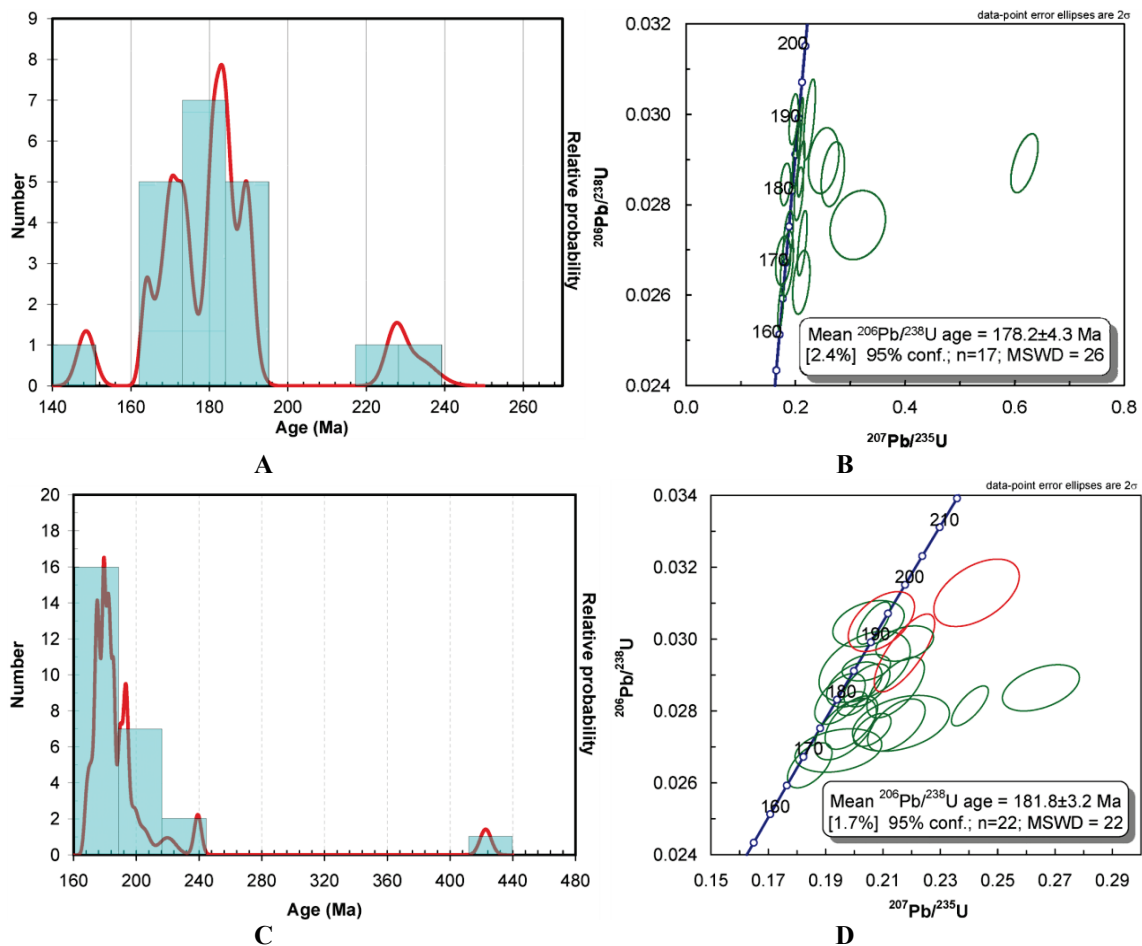 9
8
7
6
5
4
3
2
1
0
140 160 180 200 220 240 260
Number
Relative probability
Age (Ma)
A
data-point error ellipses are 2σ
0.032
0.030
0.028
0.026
0.024
0.0 0.2 0.4 0.6 0.8
200
190
180
170
160
²⁰⁶Pb/²³⁸U
²⁰⁷Pb/²³⁵U
Mean ²⁰⁶Pb/²³⁸U age = 178.2±4.3 Ma
[2.4%] 95% conf.; n=17; MSWD = 26
B
20
18
16
14
12
10
8
6
4
2
0
160 200 240 280 320 360 400 440 480
Number
Relative probability
Age (Ma)
C
data-point error ellipses are 2σ
0.034
0.032
0.030
0.028
0.026
0.024
0.15 0.17 0.19 0.21 0.23 0.25 0.27 0.29
210
200
190
180
170
160
²⁰⁶Pb/²³⁸U
²⁰⁷Pb/²³⁵U
Mean ²⁰⁶Pb/²³⁸U age = 181.8±3.2 Ma
[1.7%] 95% conf.; n=22; MSWD = 22
D